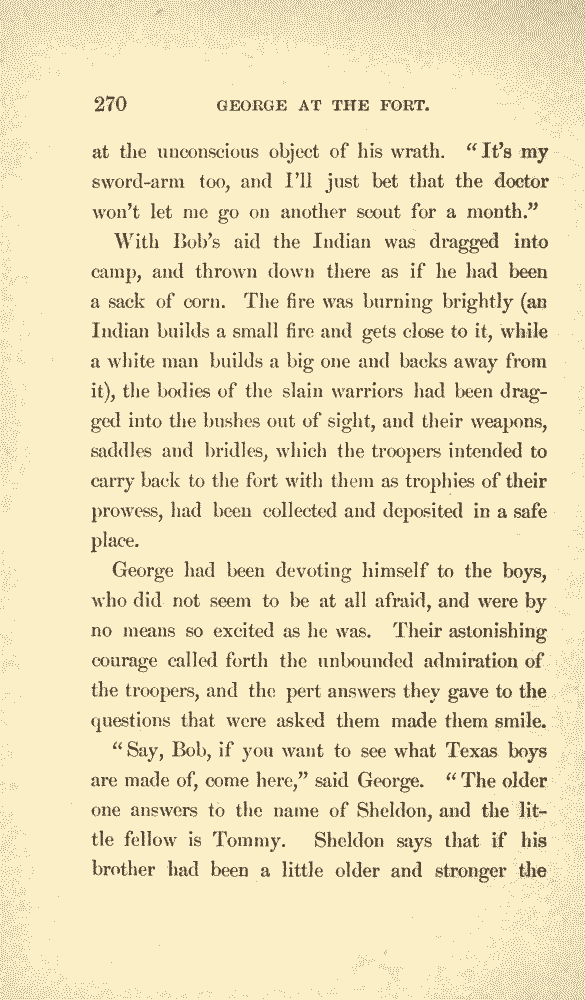 270 GEORGE AT THE FORT.
at the unconscious object of his wrath. “It’s my
sword-arm too, and I’ll just bet that the doctor
won’t let me go on another scout for a month.”
With Bob’s aid the Indian was dragged into
camp, and thrown down there as if he had been
a sack of corn. The fire was burning brightly (an
Indian builds a small fire and gets close to it, while
a white man builds a big one and backs away from
it), the bodies of the slain warriors had been drag-
ged into the bushes out of sight, and their weapons,
saddles and bridles, which the troopers intended to
carry back to the fort with them as trophies of their
prowess, had been collected and deposited in a safe
place.
George had been devoting himself to the boys,
who did not seem to be at all afraid, and were by
no means so excited as he was. Their astonishing
courage called forth the unbounded admiration of
the troopers, and the pert answers they gave to the
questions that were asked them made them smile.
“Say, Bob, if you want to see what Texas boys
are made of, come here,” said George. “The older
one answers to the name of Sheldon, and the lit-
tle fellow is Tommy. Sheldon says that if his
brother had been a little older and stronger the